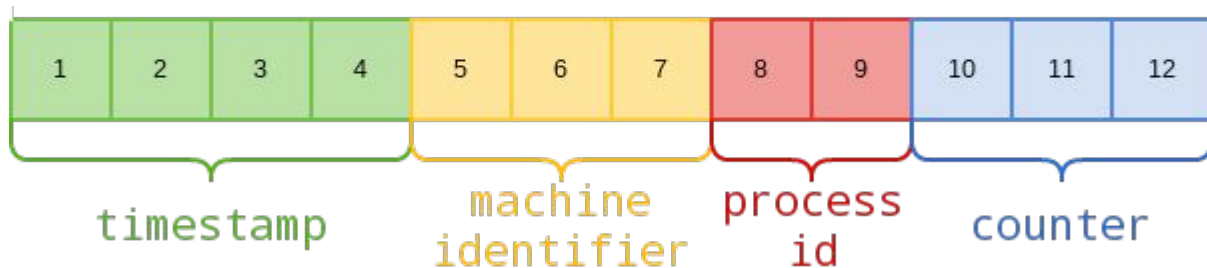 1 2 3 4 5 6 7 8 9 10 11 12
timestamp
machine identifier
process id
counter